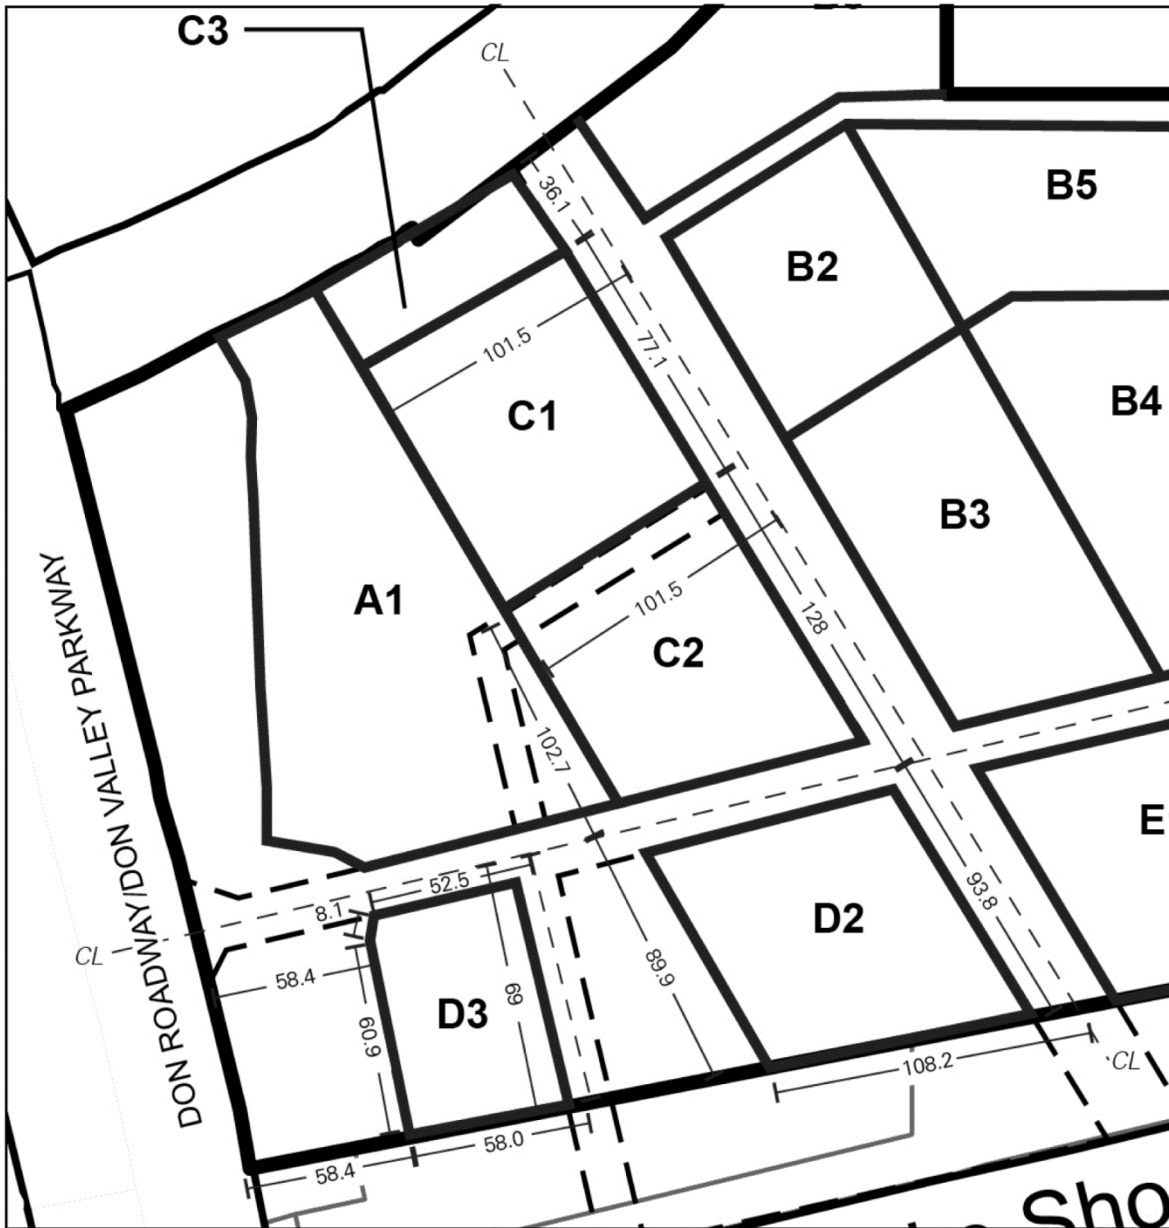 C3
CL
36.1
B5
B2
101.5
77.1
C1
B4
B3
A1
101.5
128
C2
102.7
DON ROADWAY/DON VALLEY PARKWAY
E
52.5
8.1
93.8
D2
CL
58.4
89.9
69
D3
60.9
108.2
CL
58.0
58.4
Sho